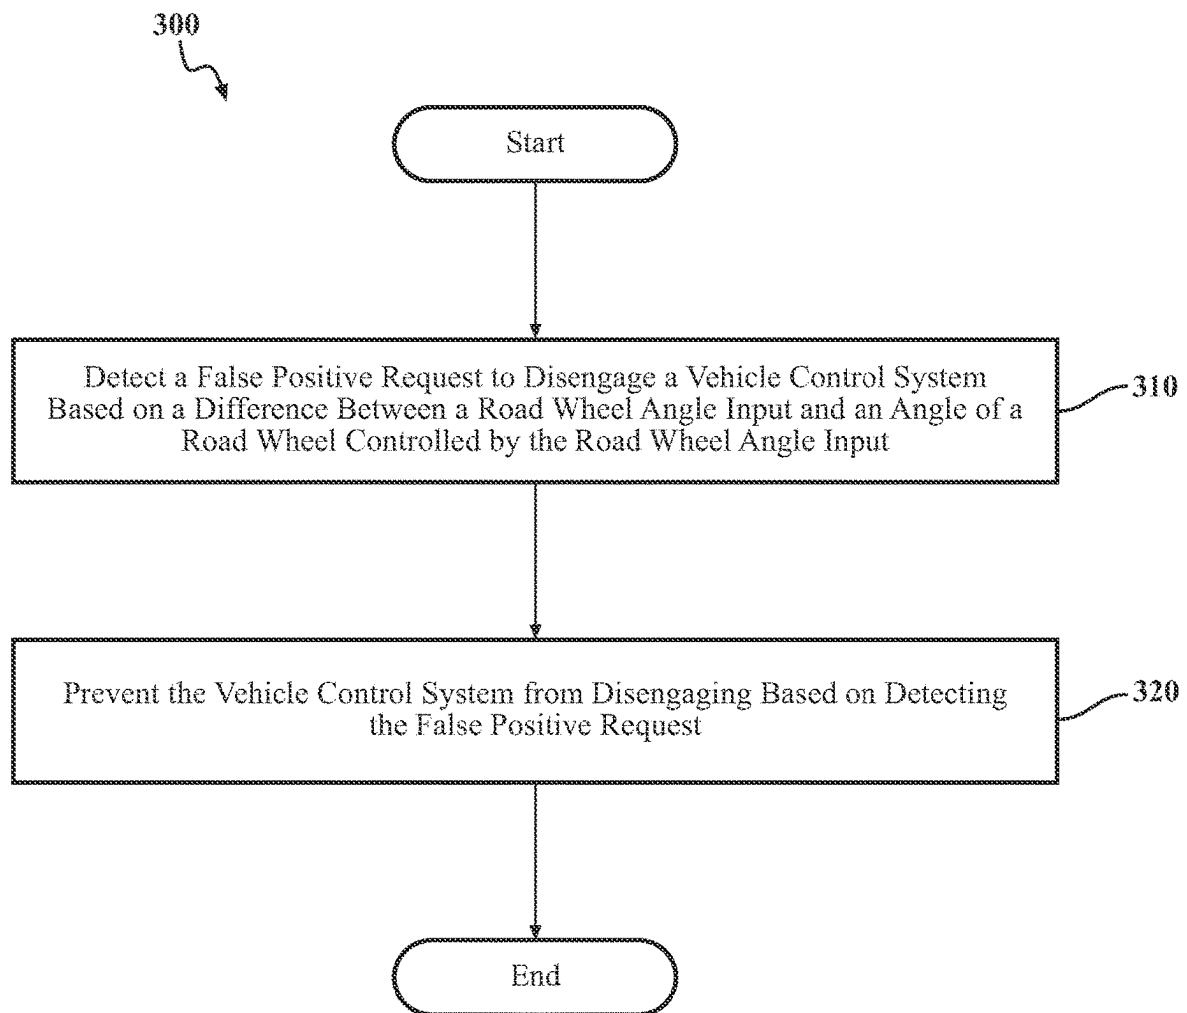 300
Start
Detect a False Positive Request to Disengage a Vehicle Control System
Based on a Difference Between a Road Wheel Angle Input and an Angle of a
Road Wheel Controlled by the Road Wheel Angle Input
310
Prevent the Vehicle Control System from Disengaging Based on Detecting
the False Positive Request
320
End